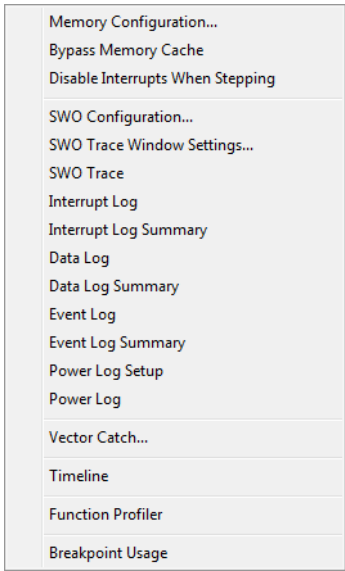 Memory Configuration...
Bypass Memory Cache
Disable Interrupts When Stepping
SWO Configuration...
SWO Trace Window Settings...
SWO Trace
Interrupt Log
Interrupt Log Summary
Data Log
Data Log Summary
Event Log
Event Log Summary
Power Log Setup
Power Log
Vector Catch...
Timeline
Function Profiler
Breakpoint Usage